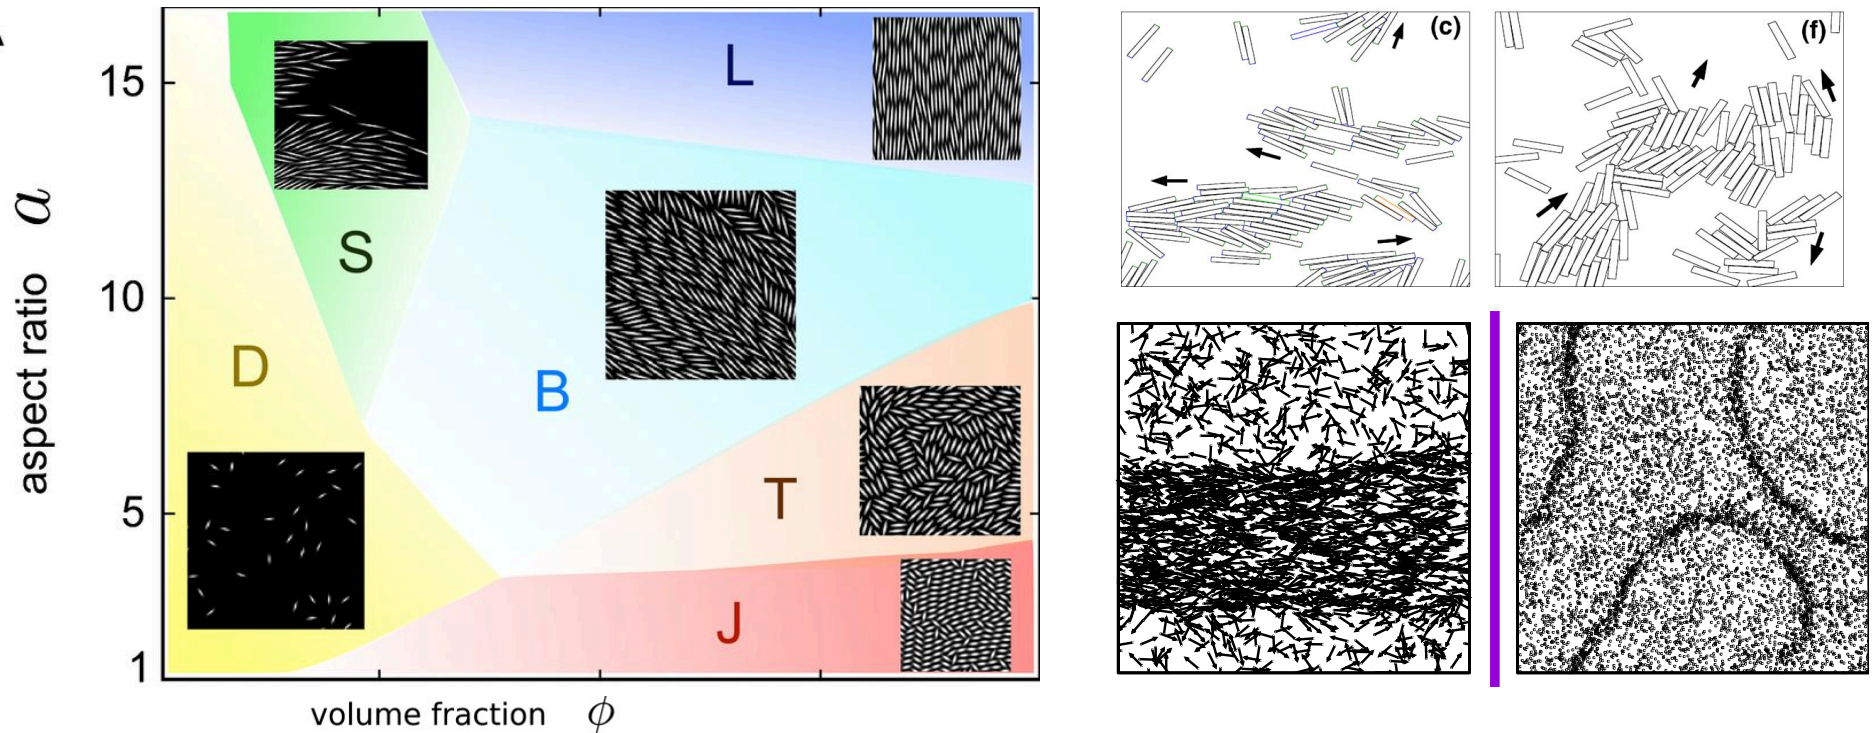 15
10
5
1
aspect ratio a
L
S
D
B
T
J
volume fraction ϕ
(c)
(f)